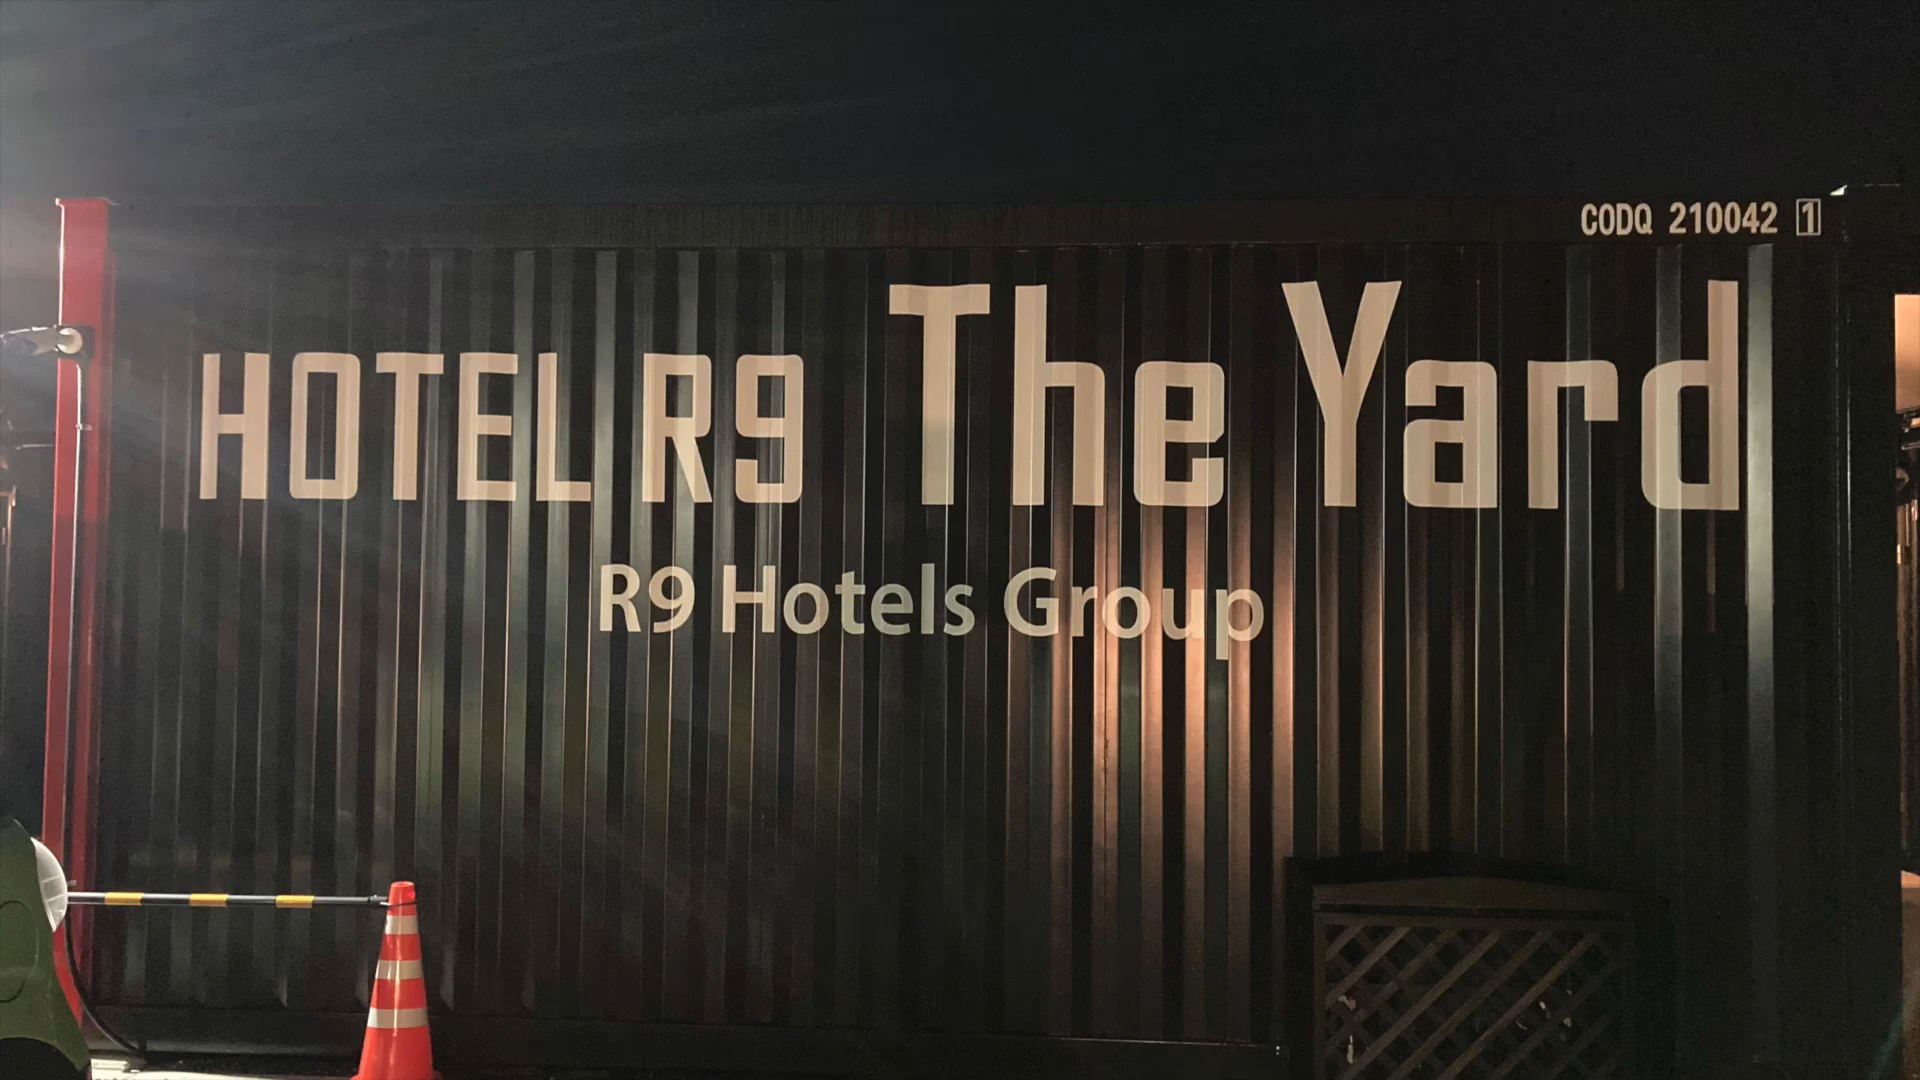 CODQ 210042 1
HOTEL R9 The Yard
R9 Hotels Group